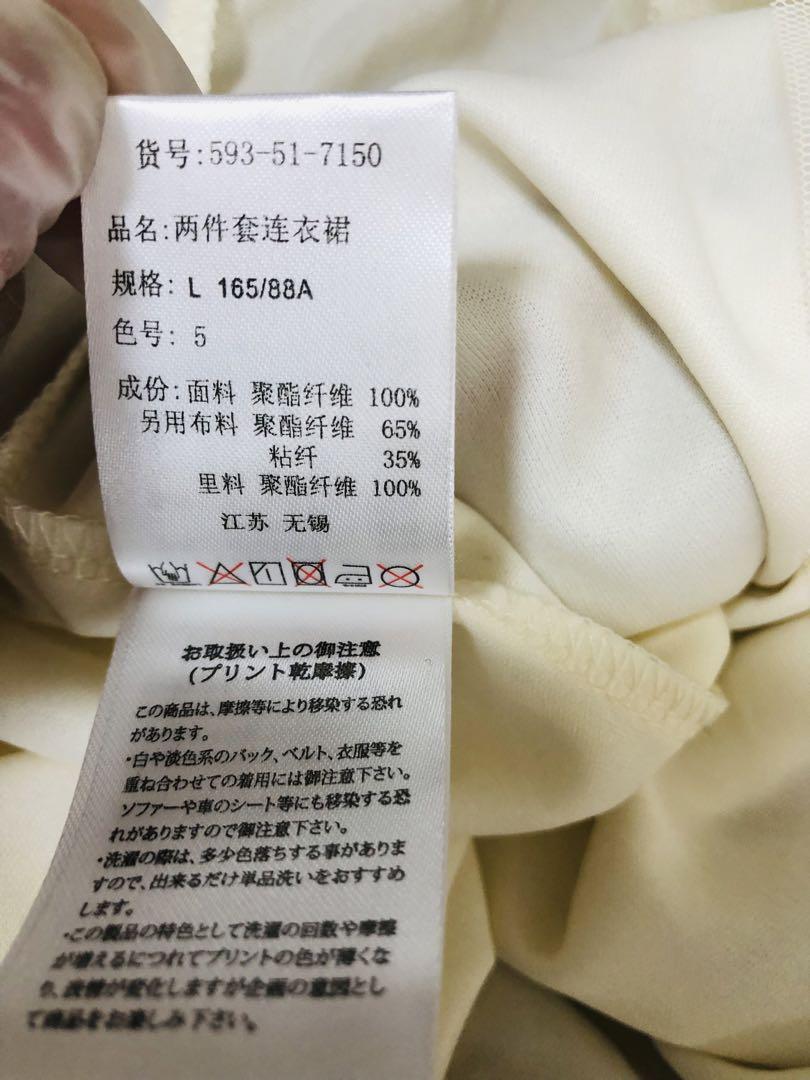 货号:593-51-7150
品名:两件套连衣裙
规格: L 165/88A
色号: 5
成份:面料 聚酯纤维 100%
另用布料 聚酯纤维 65%
粘纤 35%
里料 聚酯纤维 100%
江苏 无锡
お取扱い上の御注意
(プリント乾摩擦)
この商品は、摩擦等により移染する恐れ
があります。
・白や淡色系のバック、ベルト、衣服等を
重ね合わせての着用には御注意下さい。
ソファーや車のシート等にも移染する恐
れがありますので御注意下さい。
・洗濯の際は、多少色落ちする事がありま
すので、出来るだけ単品洗いをおすすめ
します。
・この製品の特色として洗濯の回数や摩擦
が増えるにつれてプリントの色が薄くな
り、表情が変化しますが企画の意図とし
て商品をお楽しみ下さい。